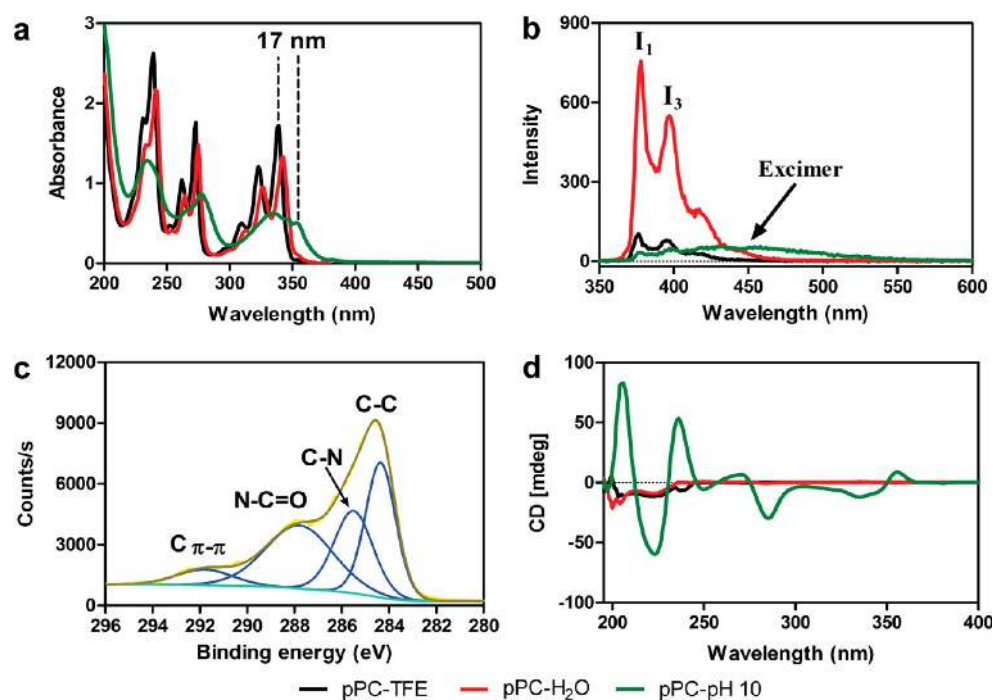 a
17 nm
3
2
1
0
Absorbance
200 250 300 350 400 450 500
Wavelength (nm)
b
I₁
I₃
Excimer
900
600
300
0
Intensity
350 400 450 500 550 600
Wavelength (nm)
c
C-C
C-N
N-C=O
C π-π
12000
9000
6000
3000
0
Counts/s
296 294 292 290 288 286 284 282 280
Binding energy (eV)
d
100
50
0
-50
-100
CD [mdeg]
200 250 300 350 400
Wavelength (nm)
pPC-TFE pPC-H₂O pPC-pH 10